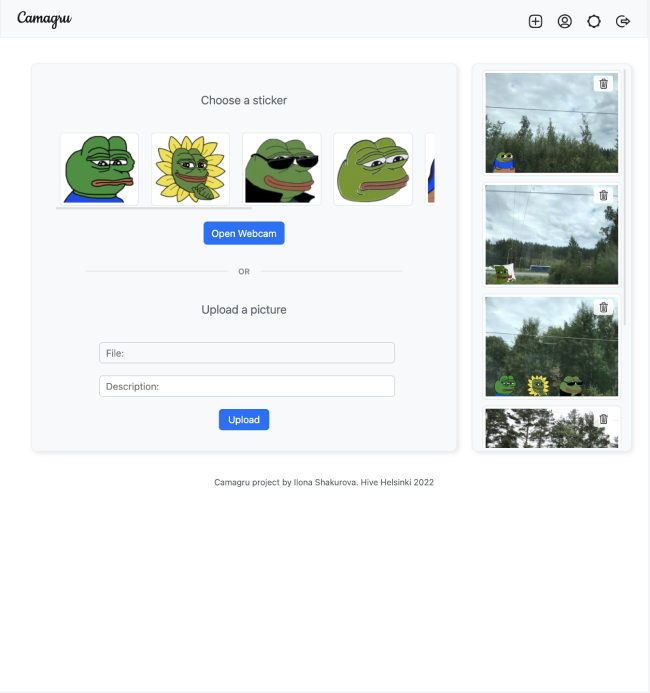 Camagru
Choose a sticker
Open Webcam
OR
Upload a picture
File:
Description:
Upload
Camagru project by Ilona Shakurova. Hive Helsinki 2022